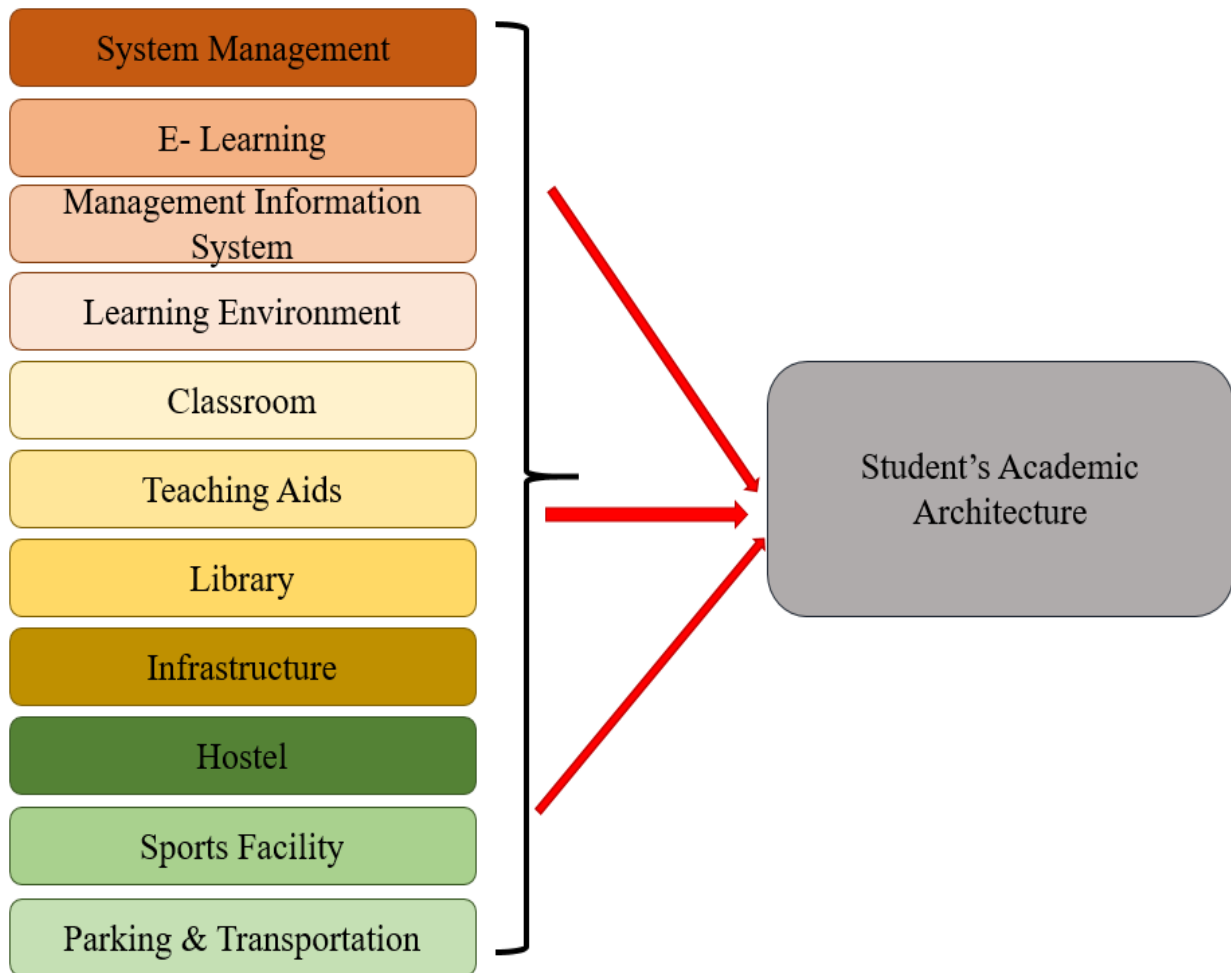 System Management
E- Learning
Management Information
System
Learning Environment
Classroom
Teaching Aids
Library
Infrastructure
Hostel
Sports Facility
Parking & Transportation
Student’s Academic
Architecture